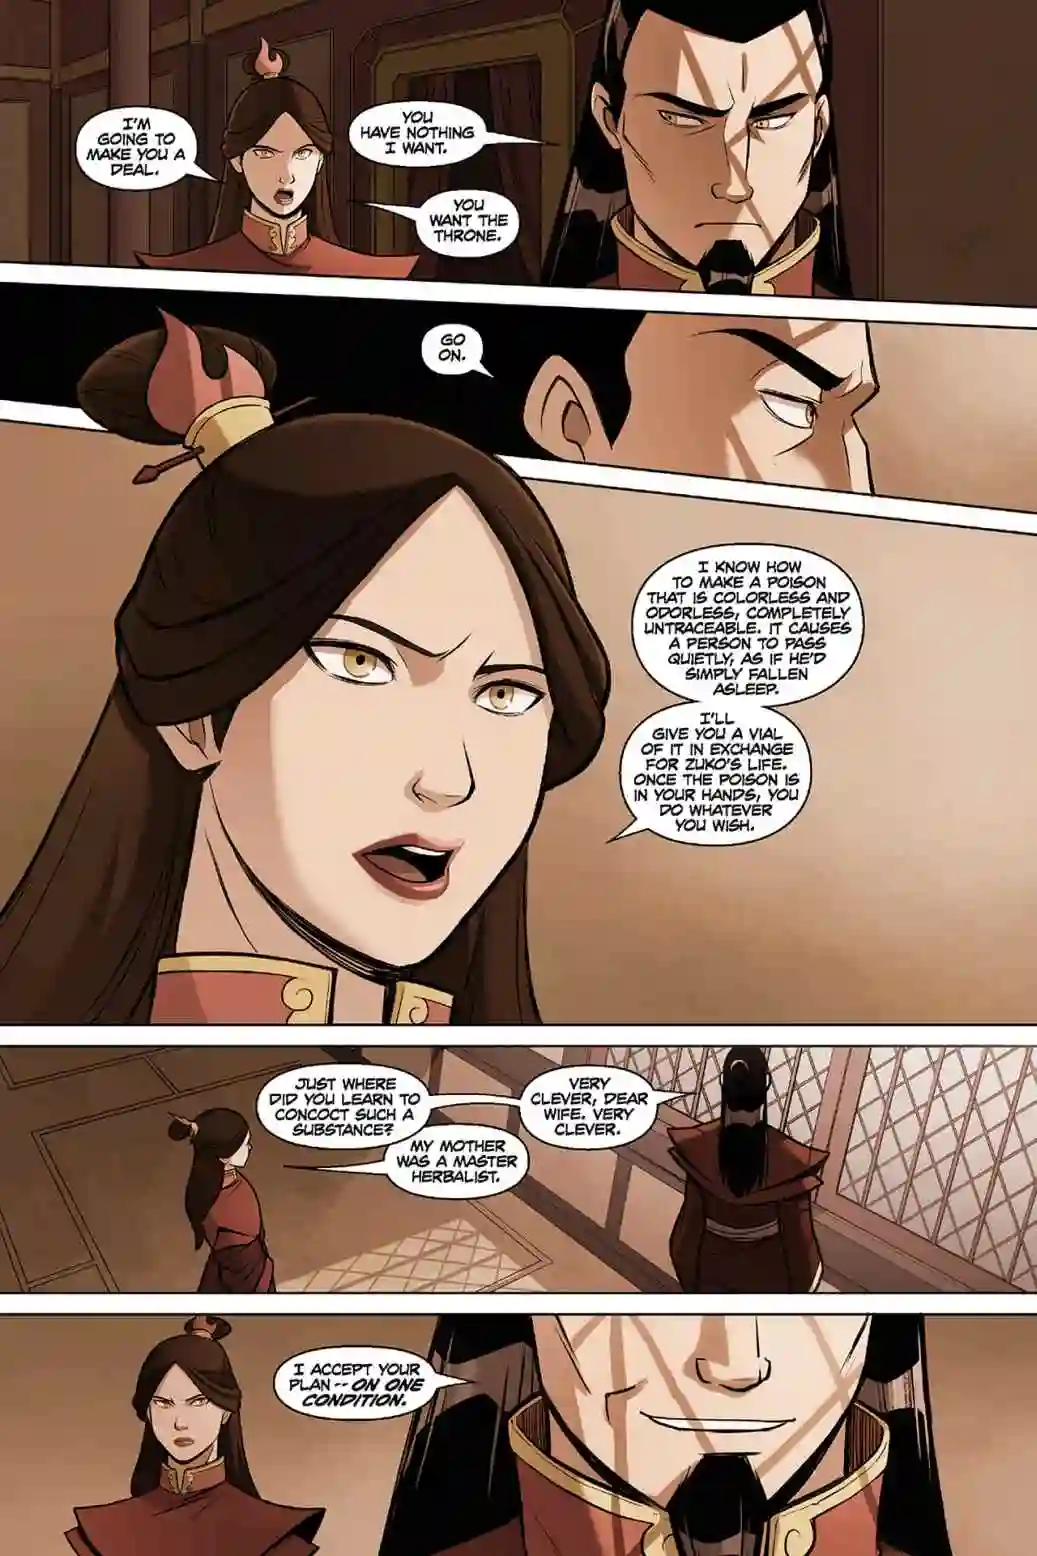 I'M
GOING TO
MAKE YOU A
DEAL.
YOU
HAVE NOTHING
I WANT.
YOU
WANT THE
THRONE.
GO
ON.
I KNOW HOW
TO MAKE A POISON
THAT IS COLORLESS AND
ODORLESS, COMPLETELY
UNTRACEABLE. IT CAUSES
A PERSON TO PASS
QUIETLY, AS IF HE'D
SIMPLY FALLEN
ASLEEP.
I'LL
GIVE YOU A VIAL
OF IT IN EXCHANGE
FOR ZUKO'S LIFE.
ONCE THE POISON IS
IN YOUR HANDS, YOU
DO WHATEVER
YOU WISH.
JUST WHERE
DID YOU LEARN TO
CONCOCT SUCH A
SUBSTANCE?
MY MOTHER
WAS A MASTER
HERBALIST.
VERY
CLEVER, DEAR
WIFE. VERY
CLEVER.
I ACCEPT YOUR
PLAN -- ON ONE
CONDITION.